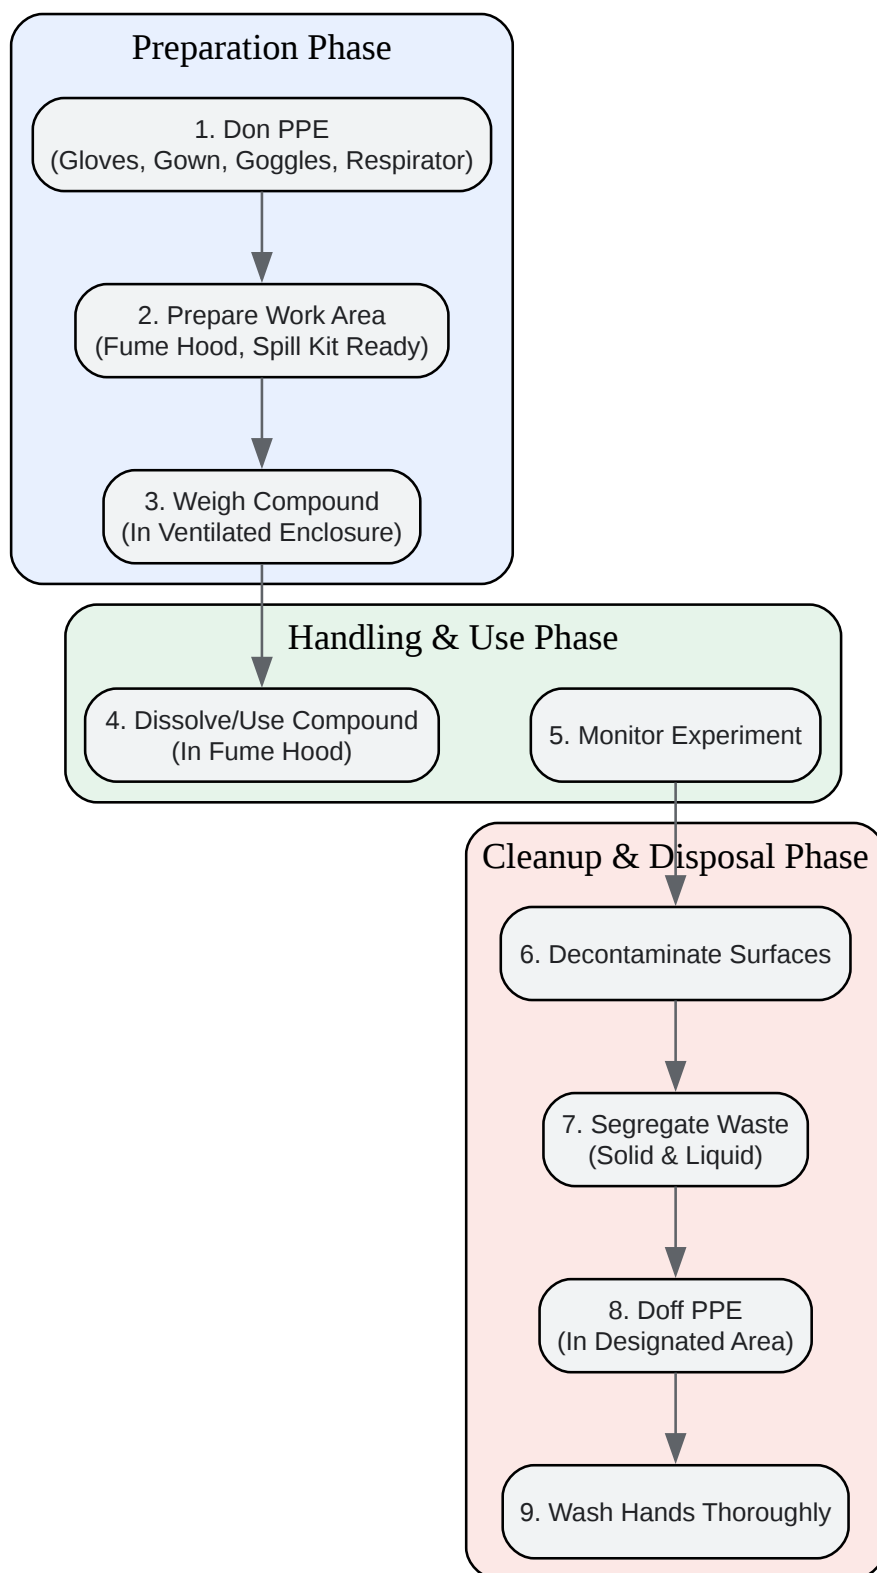 Preparation Phase
1. Don PPE
(Gloves, Gown, Goggles, Respirator)
2. Prepare Work Area
(Fume Hood, Spill Kit Ready)
3. Weigh Compound
(In Ventilated Enclosure)
Handling & Use Phase
4. Dissolve/Use Compound
(In Fume Hood)
5. Monitor Experiment
Cleanup & Disposal Phase
6. Decontaminate Surfaces
7. Segregate Waste
(Solid & Liquid)
8. Doff PPE
(In Designated Area)
9. Wash Hands Thoroughly